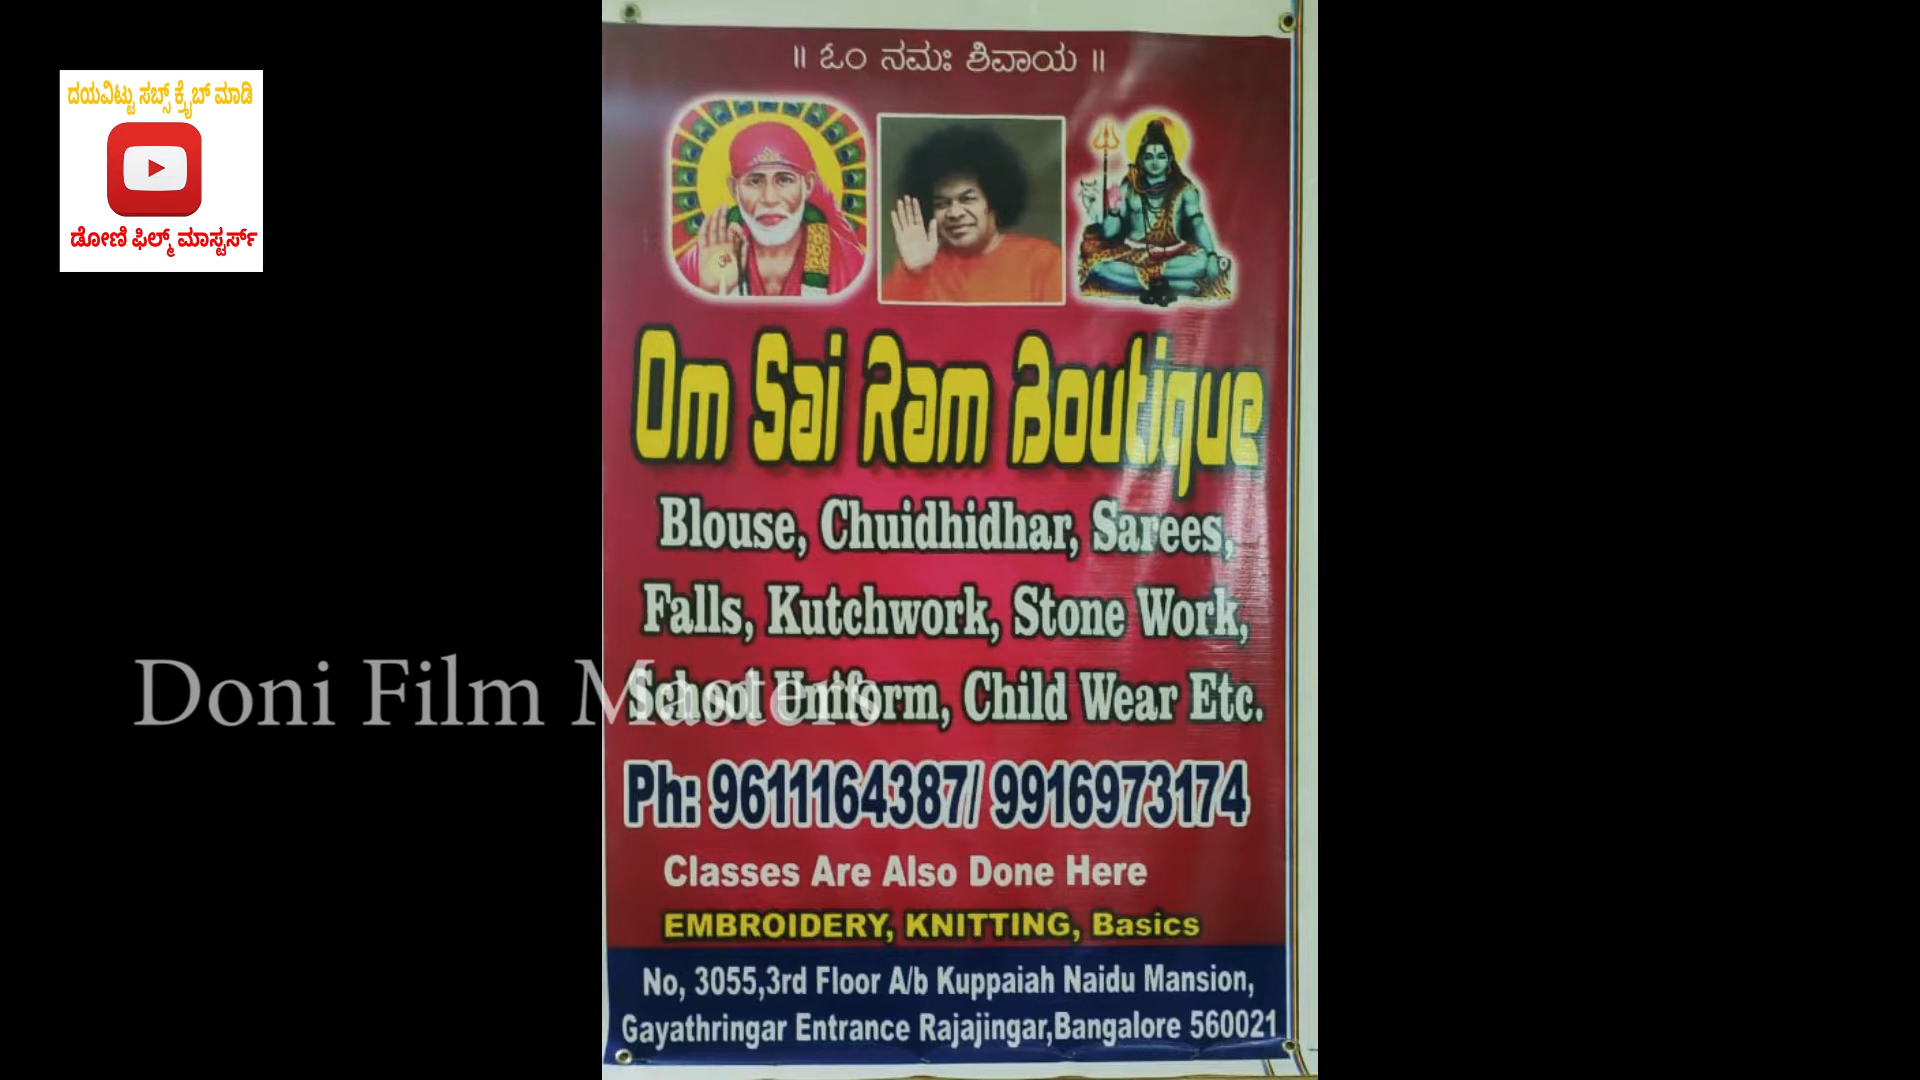 ದಯವಿಟ್ಟು ಸಬ್ಸ್ಕ್ರೈಬ್ ಮಾಡಿ
ಡೋಣಿ ಫಿಲ್ಮ್ ಮಾಸ್ಟರ್ಸ್
|| ಓಂ ನಮಃ ಶಿವಾಯ ||
Om Sai Ram Boutique
Blouse, Chuidhidhar, Sarees,
Falls, Kutchwork, Stone Work,
School Uniform, Child Wear Etc.
Doni Film Masters
Ph: 9611164387/ 9916973174
Classes Are Also Done Here
EMBROIDERY, KNITTING, Basics
No, 3055,3rd Floor A/b Kuppaiah Naidu Mansion,
Gayathringar Entrance Rajajingar,Bangalore 560021